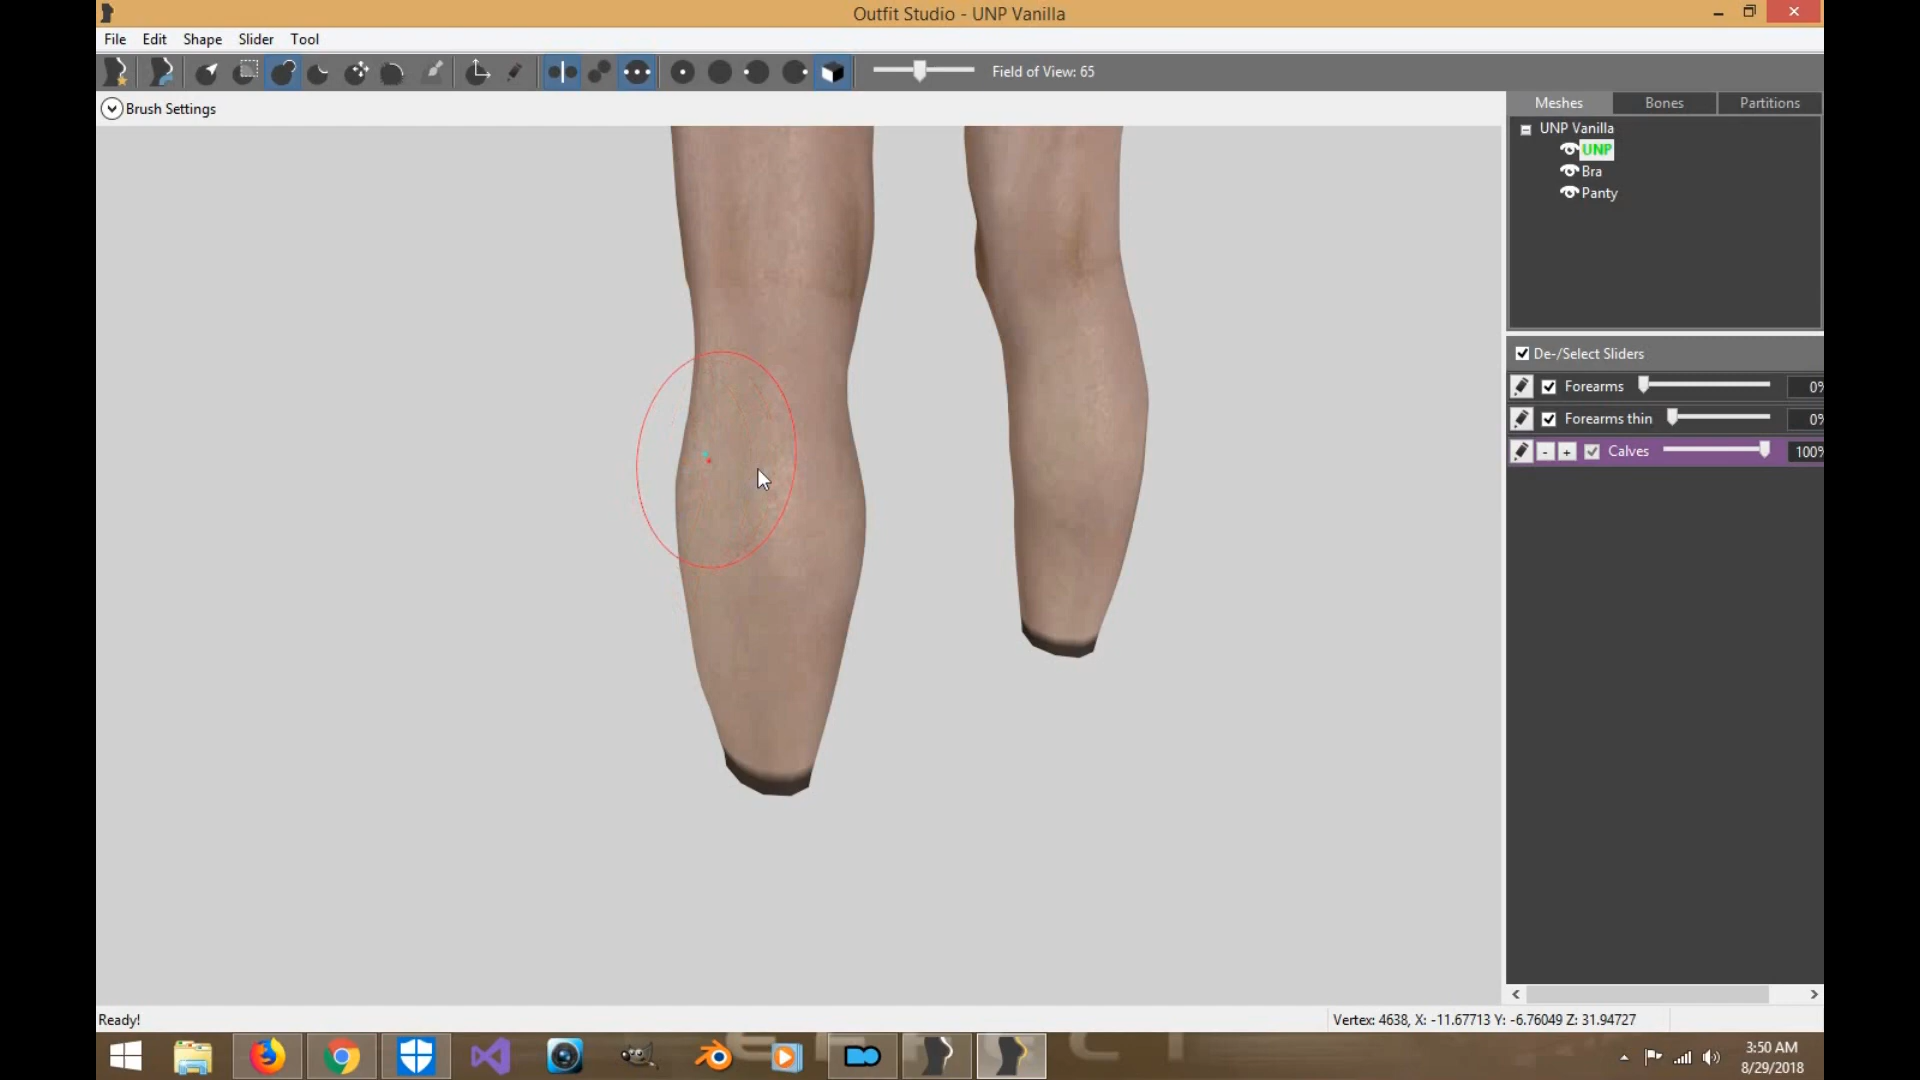 Outfit Studio - UNP Vanilla
File Edit Shape Slider Tool
Field of View: 65
Brush Settings
Meshes Bones Partitions
UNP Vanilla
UNP
Bra
Panty
De-/Select Sliders
Forearms 0%
Forearms thin 0%
- + Calves 100%
Ready!
Vertex: 4638, X: -11.67713 Y: -6.76049 Z: 31.94727
3:50 AM
8/29/2018